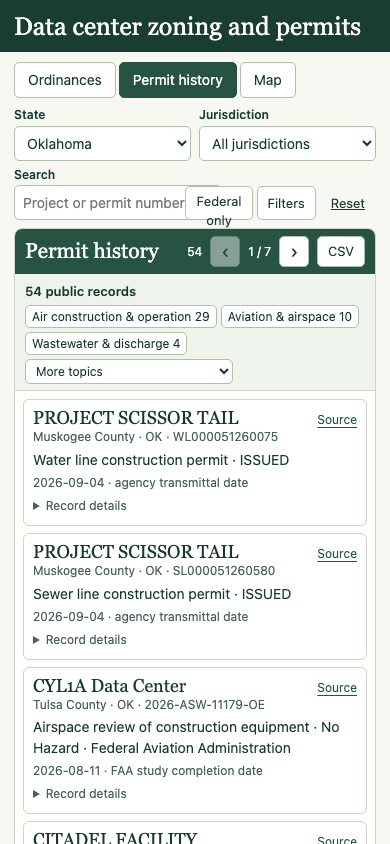 Data center zoning and permits
Ordinances
Permit history
Map
State
Jurisdiction
Oklahoma
All jurisdictions
Search
Project or permit number
Federal only
Filters
Reset
Permit history
54
‹
1 / 7
›
CSV
54 public records
Air construction & operation 29
Aviation & airspace 10
Wastewater & discharge 4
More topics
PROJECT SCISSOR TAIL
Source
Muskogee County · OK · WL000051260075
Water line construction permit · ISSUED
2026-09-04 · agency transmittal date
▶ Record details
PROJECT SCISSOR TAIL
Source
Muskogee County · OK · SL000051260580
Sewer line construction permit · ISSUED
2026-09-04 · agency transmittal date
▶ Record details
CYL1A Data Center
Source
Tulsa County · OK · 2026-ASW-11179-OE
Airspace review of construction equipment · No
Hazard · Federal Aviation Administration
2026-08-11 · FAA study completion date
▶ Record details
CITADEL FACILITY
Source